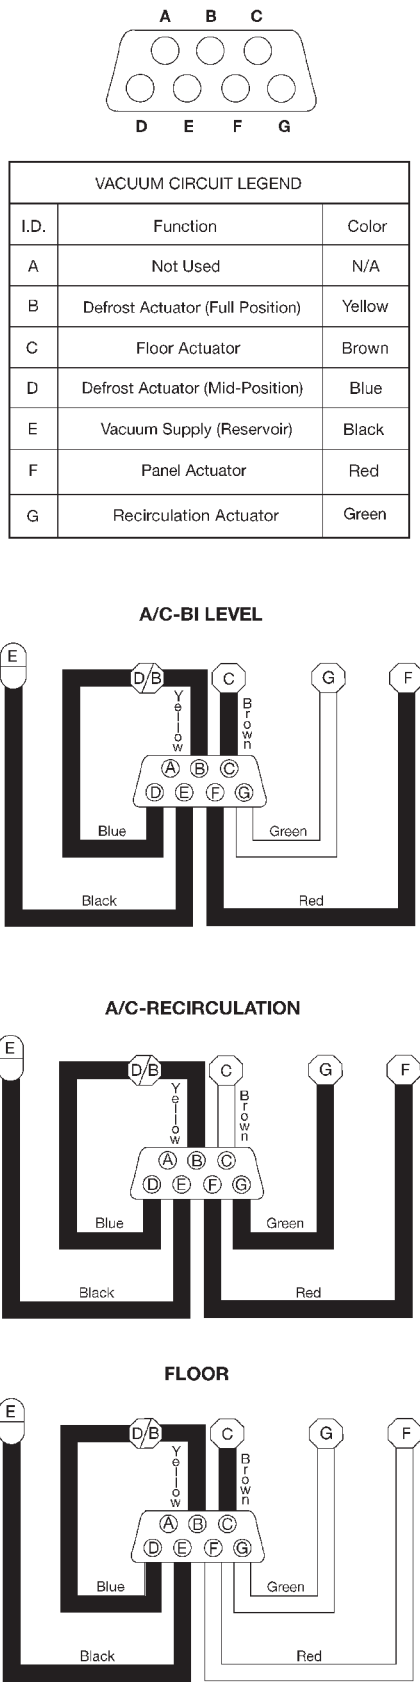 A B C
D E F G
VACUUM CIRCUIT LEGEND
I.D. Function Color
A Not Used N/A
B Defrost Actuator (Full Position) Yellow
C Floor Actuator Brown
D Defrost Actuator (Mid-Position) Blue
E Vacuum Supply (Reservoir) Black
F Panel Actuator Red
G Recirculation Actuator Green
A/C-BI LEVEL
E D/B C G F
Yellow Brown
A B C
D E F G
Blue Green
Black Red
A/C-RECIRCULATION
E D/B C G F
Yellow Brown
A B C
D E F G
Blue Green
Black Red
FLOOR
E D/B C G F
Yellow Brown
A B C
D E F G
Blue Green
Black Red